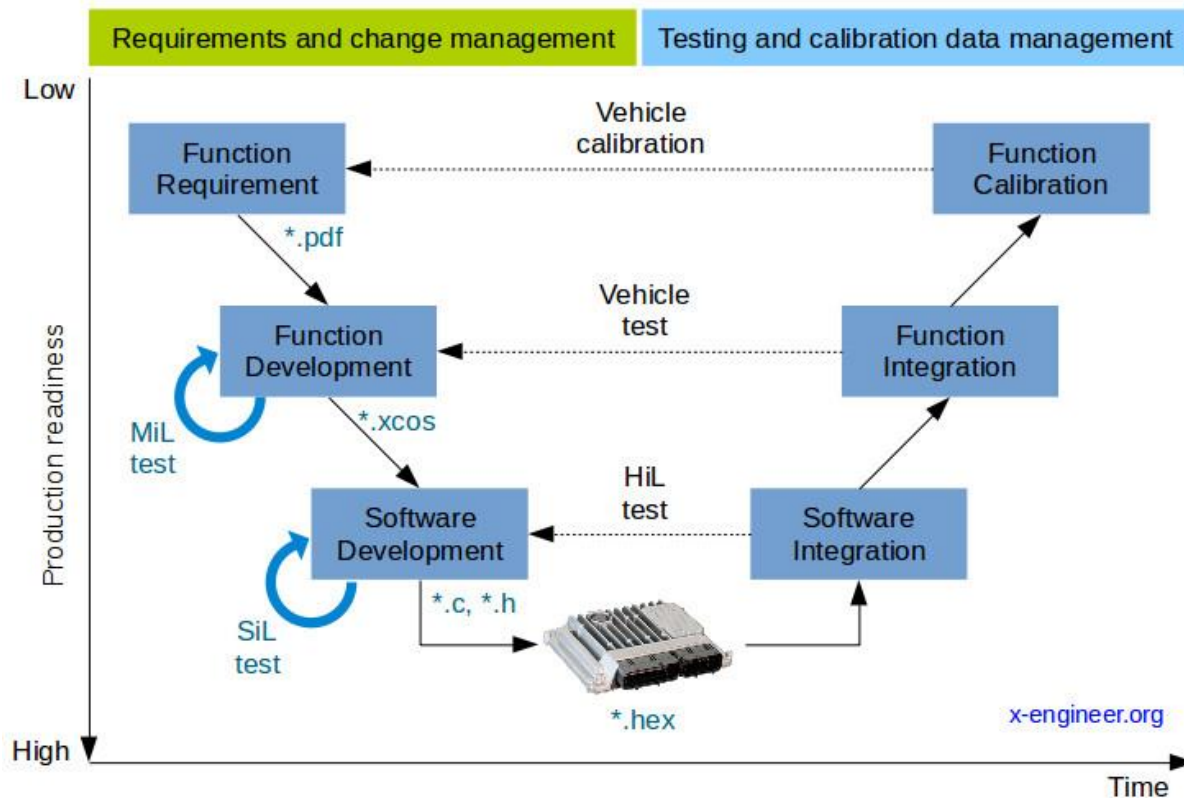 Requirements and change management
Testing and calibration data management
Low
Vehicle
calibration
Function
Requirement
Function
Calibration
*.pdf
Vehicle
test
Function
Development
Function
Integration
Production readiness
MiL
test
*.xcos
HiL
test
Software
Development
Software
Integration
*.c, *.h
SiL
test
*.hex
x-engineer.org
High
Time